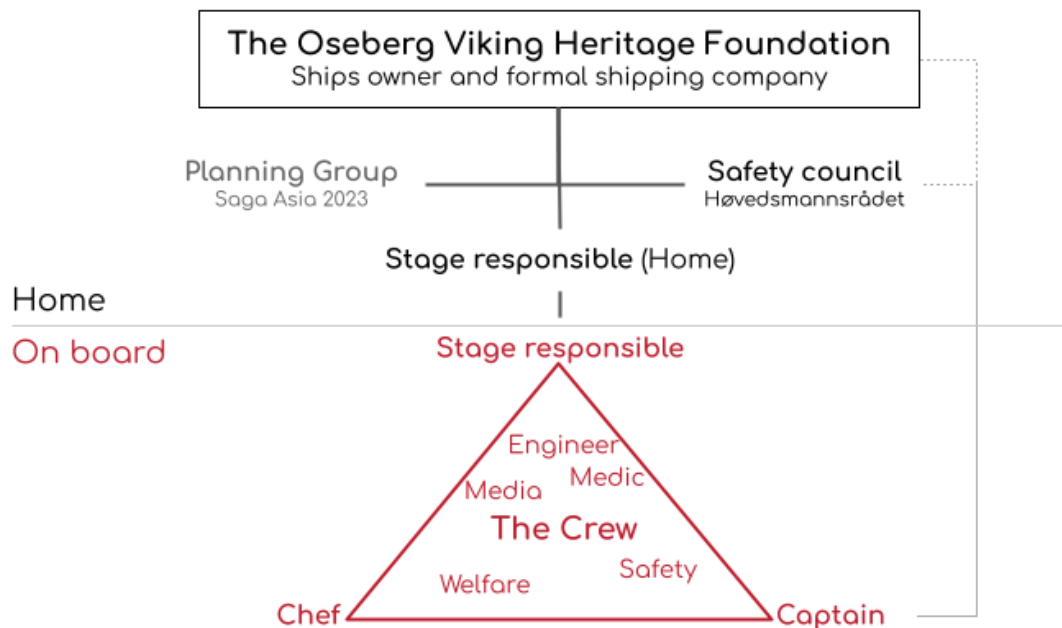 The Oseberg Viking Heritage Foundation
Ships owner and formal shipping company
Planning Group
Saga Asia 2023
Safety council
Høvedsmannsrådet
Stage responsible (Home)
Home
On board
Stage responsible
Engineer
Medic
Media
The Crew
Safety
Welfare
Chef
Captain